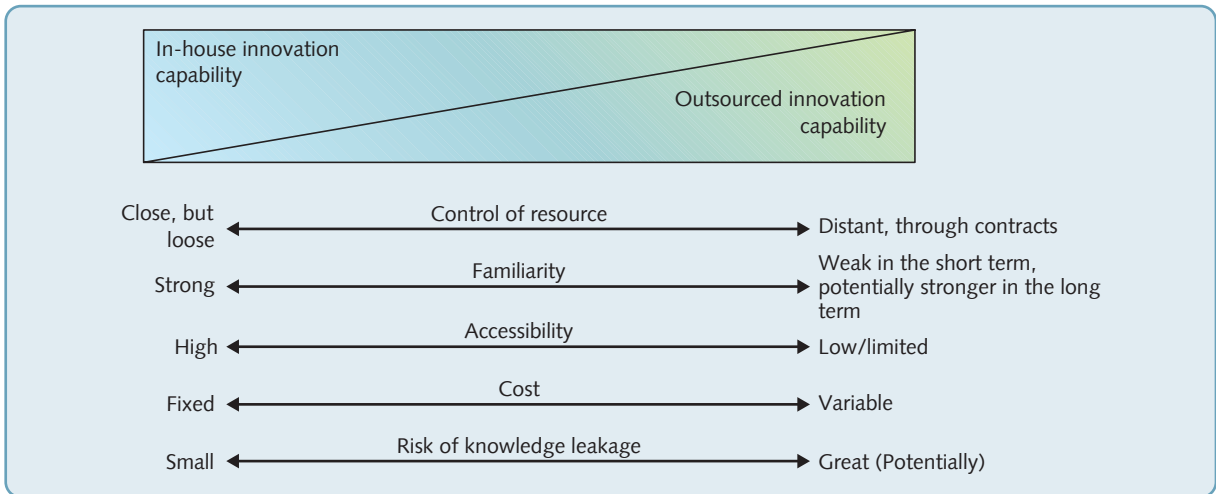 In-house innovation
capability
Outsourced innovation
capability
Close, but
loose
Control of resource
Distant, through contracts
Strong
Familiarity
Weak in the short term,
potentially stronger in the long
term
High
Accessibility
Low/limited
Fixed
Cost
Variable
Small
Risk of knowledge leakage
Great (Potentially)